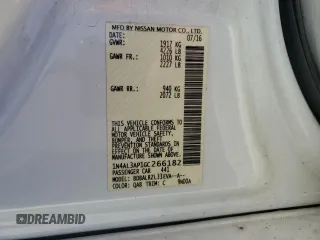 MFD BY NISSAN MOTOR CO., LTD.
07/16
GVWR: 1917 KG
4226 LB
GAWR FR.: 1010 KG
2227 LB
GAWR RR: 940 KG
2072 LB
THIS VEHICLE CONFORMS TO
ALL APPLICABLE FEDERAL
MOTOR VEHICLE SAFETY,
BUMPER, AND THEFT
PREVENTION STANDARDS
IN EFFECT ON THE DATE OF
MANUFACTURE SHOWN ABOVE.
1N4AL3AP1GC266182
PASSENGER CAR 441
MODEL:
COLOR: QAB TRIM: C